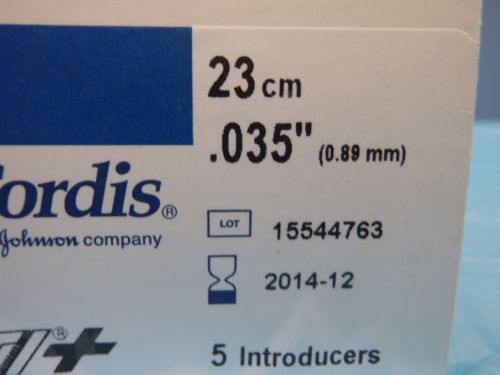 23 cm
.035" (0.89 mm)
ordis®
Johnson company
LOT 15544763
2014-12
®
+
5 Introducers